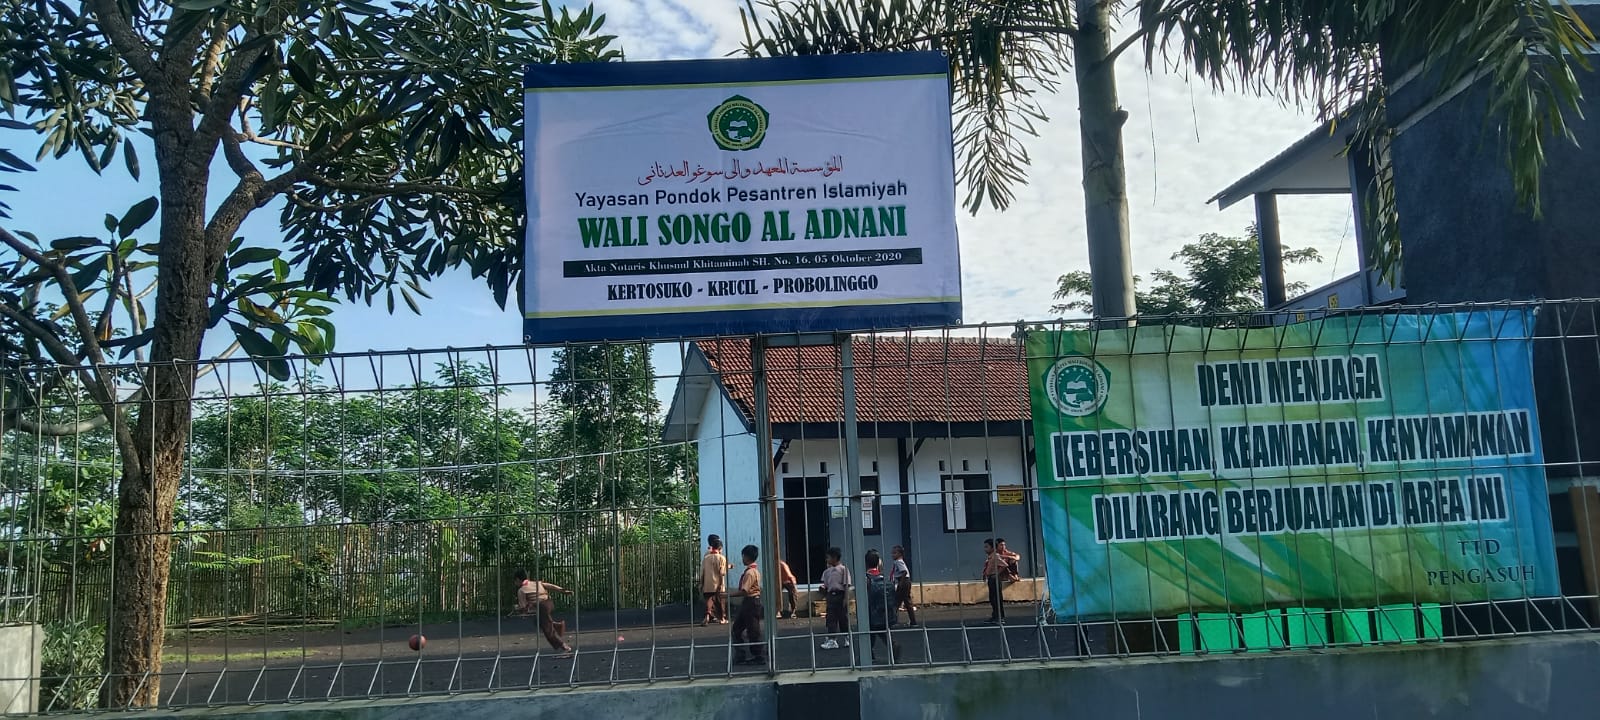 المؤسسة المعهد والي سوغو العدناني
Yayasan Pondok Pesantren Islamiyah
WALI SONGO AL ADNANI
Akta Notaris Khusnul Khitaminah SH. No. 16. 05 Oktober 2020
KERTOSUKO - KRUCIL - PROBOLINGGO
DEMI MENJAGA
KEBERSIHAN, KEAMANAN, KENYAMANAN
DILARANG BERJUALAN DI AREA INI
TTD
PENGASUH